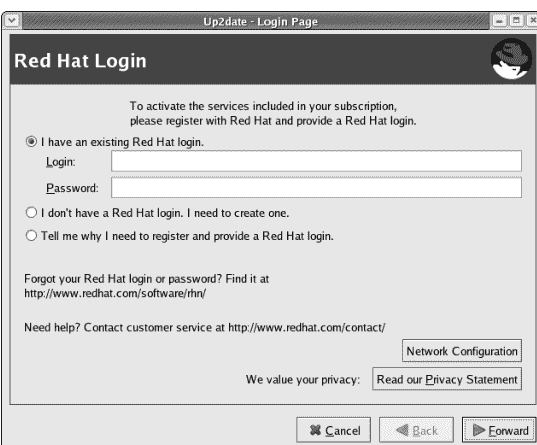 Up2date - Login Page
Red Hat Login
To activate the services included in your subscription,
please register with Red Hat and provide a Red Hat login.
I have an existing Red Hat login.
Login:
Password:
I don't have a Red Hat login. I need to create one.
Tell me why I need to register and provide a Red Hat login.
Forgot your Red Hat login or password? Find it at
http://www.redhat.com/software/rhn/
Need help? Contact customer service at http://www.redhat.com/contact/
Network Configuration
We value your privacy: Read our Privacy Statement
Cancel Back Forward